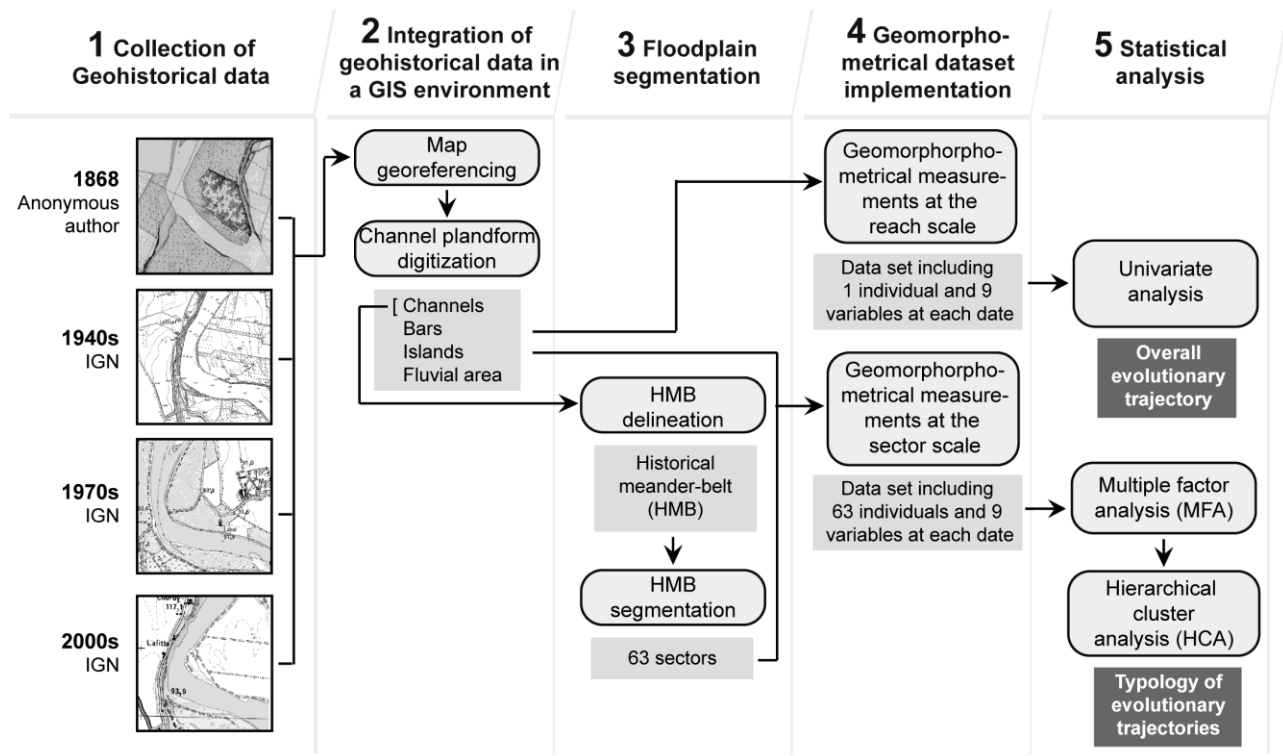 1 Collection of
Geohistorical data
2 Integration of
geohistorical data in
a GIS environment
3 Floodplain
segmentation
4 Geomorpho-
metrical dataset
implementation
5 Statistical
analysis
1868
Anonymous
author
1940s
IGN
1970s
IGN
2000s
IGN
117,1
Lafitte
93,9
Map
georeferencing
Channel plandform
digitization
[ Channels
Bars
Islands
Fluvial area
HMB
delineation
Historical
meander-belt
(HMB)
HMB
segmentation
63 sectors
Geomorphorpho-
metrical measure-
ments at the
reach scale
Data set including
1 individual and 9
variables at each date
Geomorphorpho-
metrical measure-
ments at the
sector scale
Data set including
63 individuals and 9
variables at each date
Univariate
analysis
Overall
evolutionary
trajectory
Multiple factor
analysis (MFA)
Hierarchical
cluster
analysis (HCA)
Typology of
evolutionary
trajectories